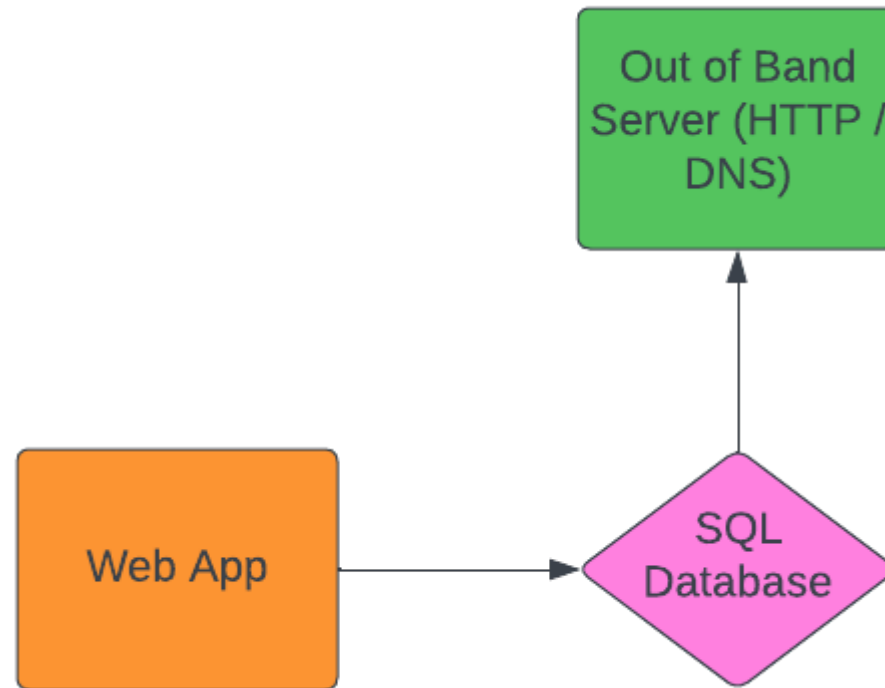 Out of Band
Server (HTTP /
DNS)
Web App
SQL
Database